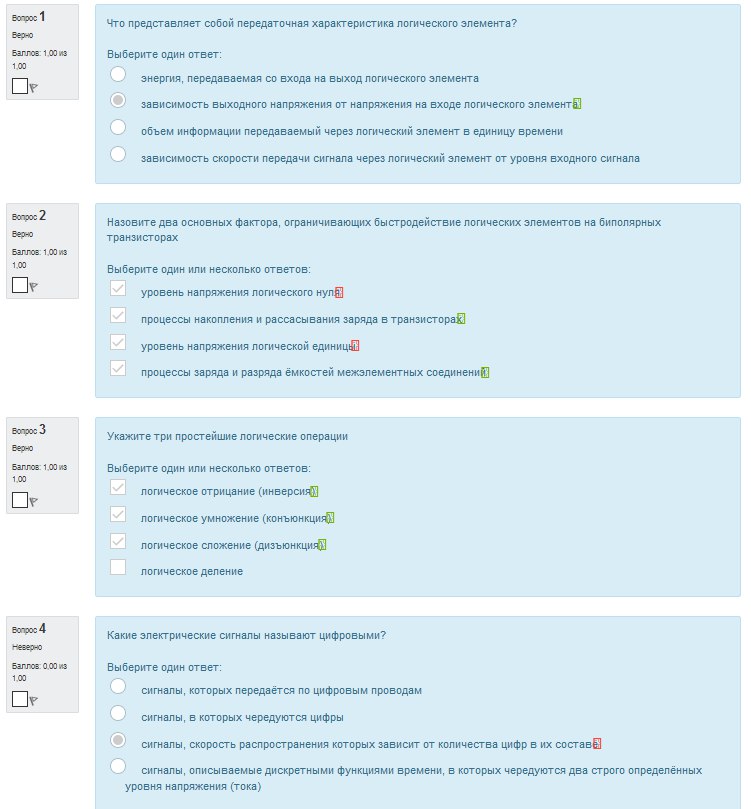 Вопрос 1
Верно
Баллов: 1,00 из
1,00
Что представляет собой передаточная характеристика логического элемента?
Выберите один ответ:
энергия, передаваемая со входа на выход логического элемента
зависимость выходного напряжения от напряжения на входе логического элемента
объем информации передаваемый через логический элемент в единицу времени
зависимость скорости передачи сигнала через логический элемент от уровня входного сигнала
Вопрос 2
Верно
Баллов: 1,00 из
1,00
Назовите два основных фактора, ограничивающих быстродействие логических элементов на биполярных
транзисторах
Выберите один или несколько ответов:
уровень напряжения логического нуля
процессы накопления и рассасывания заряда в транзисторах
уровень напряжения логической единицы
процессы заряда и разряда ёмкостей межэлементных соединений
Вопрос 3
Верно
Баллов: 1,00 из
1,00
Укажите три простейшие логические операции
Выберите один или несколько ответов:
логическое отрицание (инверсия)
логическое умножение (конъюнкция)
логическое сложение (дизъюнкция)
логическое деление
Вопрос 4
Неверно
Баллов: 0,00 из
1,00
Какие электрические сигналы называют цифровыми?
Выберите один ответ:
сигналы, которых передаётся по цифровым проводам
сигналы, в которых чередуются цифры
сигналы, скорость распространения которых зависит от количества цифр в их составе
сигналы, описываемые дискретными функциями времени, в которых чередуются два строго определённых
уровня напряжения (тока)